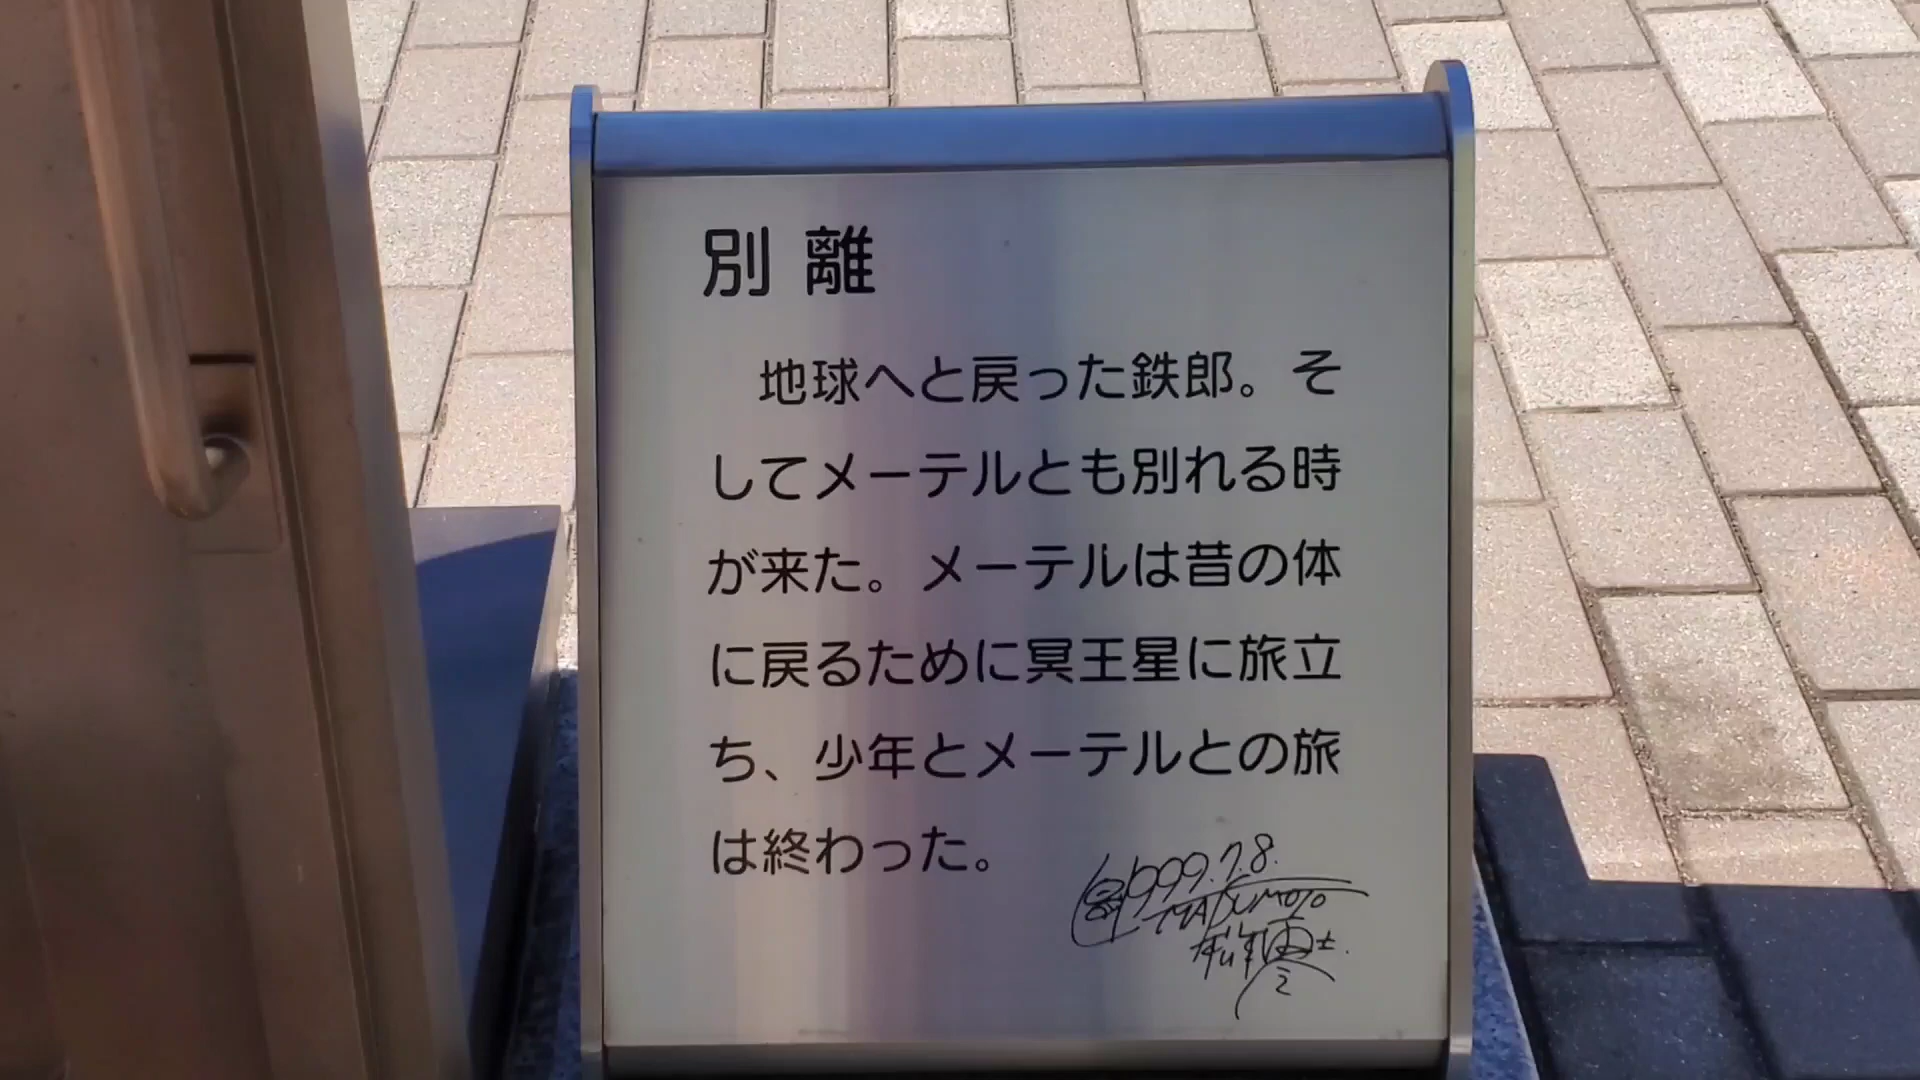 別離
地球へと戻った鉄郎。そ
してメーテルとも別れる時
が来た。メーテルは昔の体
に戻るために冥王星に旅立
ち、少年とメーテルとの旅
は終わった。
1999.7.8.